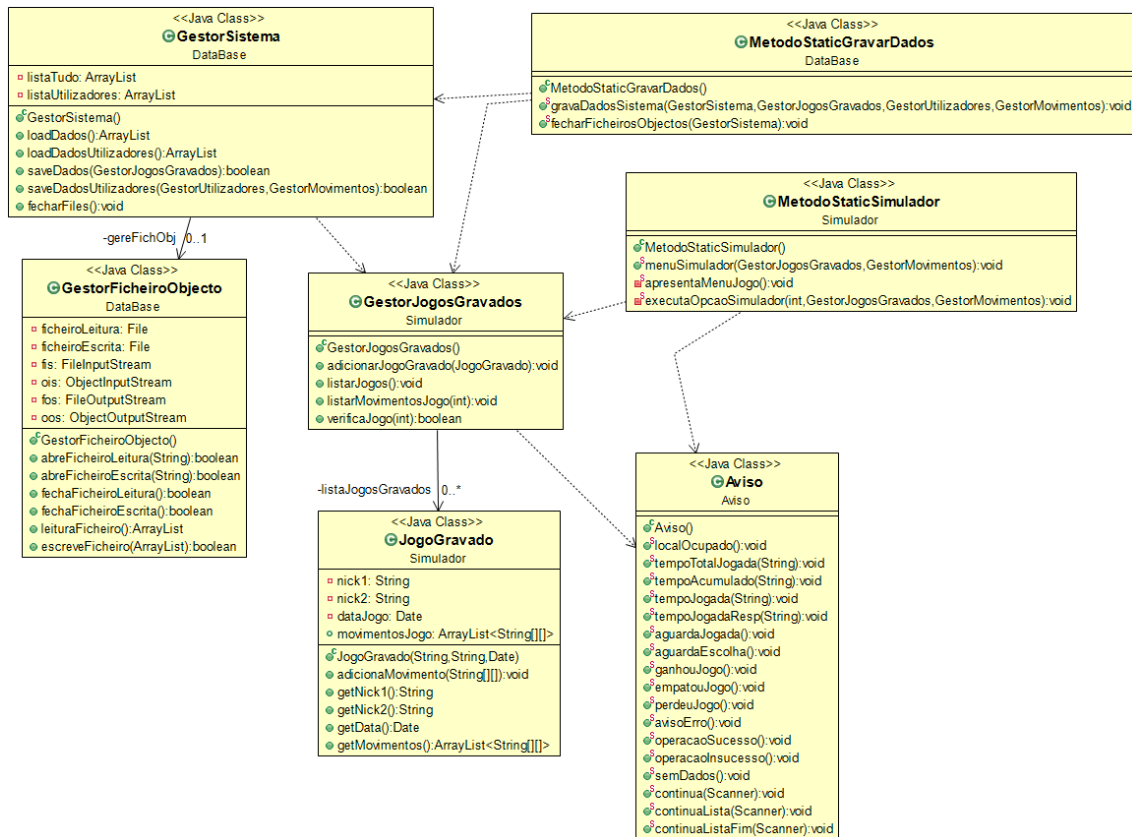 <<Java Class>>
GestorSistema
DataBase
listaTudo: ArrayList
listaUtilizadores: ArrayList
GestorSistema()
loadDados():ArrayList
loadDadosUtilizadores():ArrayList
saveDados(GestorJogosGravados):boolean
saveDadosUtilizadores(GestorUtilizadores,GestorMovimentos):boolean
fecharFiles():void
<<Java Class>>
MetodoStaticGravarDados
DataBase
MetodoStaticGravarDados()
gravaDadosSistema(GestorSistema,GestorJogosGravados,GestorUtilizadores,GestorMovimentos):void
fecharFicheirosObjectos(GestorSistema):void
<<Java Class>>
MetodoStaticSimulador
Simulador
MetodoStaticSimulador()
menuSimulador(GestorJogosGravados,GestorMovimentos):void
apresentaMenuJogo():void
executaOpcaoSimulador(int,GestorJogosGravados,GestorMovimentos):void
-gereFichObj 0..1
<<Java Class>>
GestorFicheiroObjecto
DataBase
ficheiroLeitura: File
ficheiroEscrita: File
fis: FileInputStream
ois: ObjectInputStream
fos: FileOutputStream
oos: ObjectOutputStream
GestorFicheiroObjecto()
abreFicheiroLeitura(String):boolean
abreFicheiroEscrita(String):boolean
fechaFicheiroLeitura():boolean
fechaFicheiroEscrita():boolean
leituraFicheiro():ArrayList
escreveFicheiro(ArrayList):boolean
<<Java Class>>
GestorJogosGravados
Simulador
GestorJogosGravados()
adicionarJogoGravado(JogoGravado):void
listarJogos():void
listarMovimentosJogo(int):void
verificaJogo(int):boolean
-listaJogosGravados 0..*
<<Java Class>>
JogoGravado
Simulador
nick1: String
nick2: String
dataJogo: Date
movimentosJogo: ArrayList<String[][]>
JogoGravado(String,String,Date)
adicionaMovimento(String[][]):void
getNick1():String
getNick2():String
getData():Date
getMovimentos():ArrayList<String[][]>
<<Java Class>>
Aviso
Aviso
Aviso()
localOcupado():void
tempoTotalJogada(String):void
tempoAcumulado(String):void
tempoJogada(String):void
tempoJogadaResp(String):void
aguardaJogada():void
aguardaEscolha():void
ganhouJogo():void
empatouJogo():void
perdeuJogo():void
avisoErro():void
operacaoSucesso():void
operacaoInsucesso():void
semDados():void
continua(Scanner):void
continuaLista(Scanner):void
continuaListaFim(Scanner):void